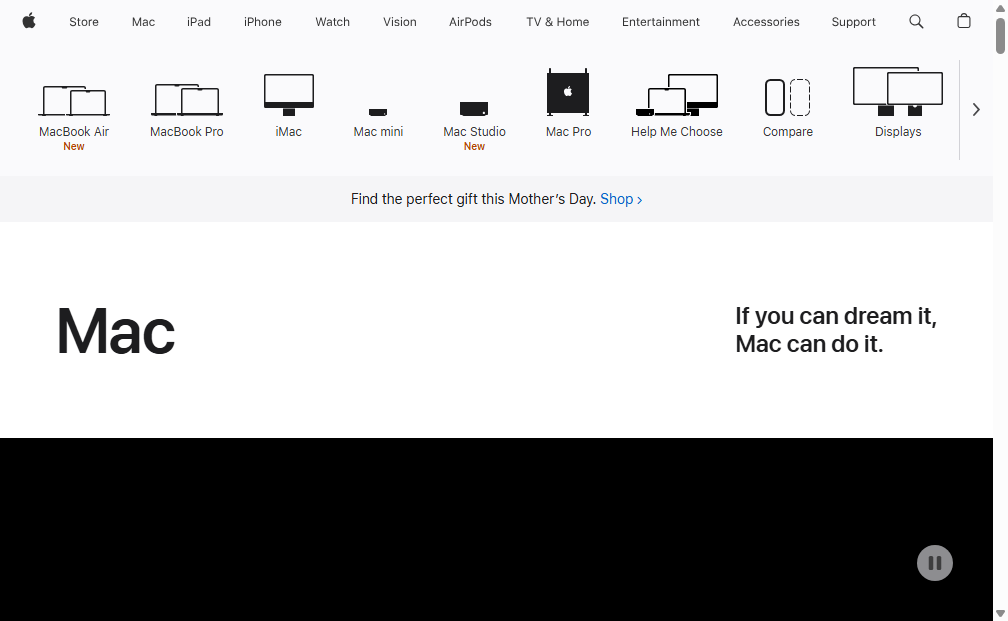 Store Mac iPad iPhone Watch Vision AirPods TV & Home Entertainment Accessories Support
MacBook Air MacBook Pro iMac Mac mini Mac Studio Mac Pro Help Me Choose Compare Displays
New New
Find the perfect gift this Mother’s Day. Shop >
Mac
If you can dream it,
Mac can do it.